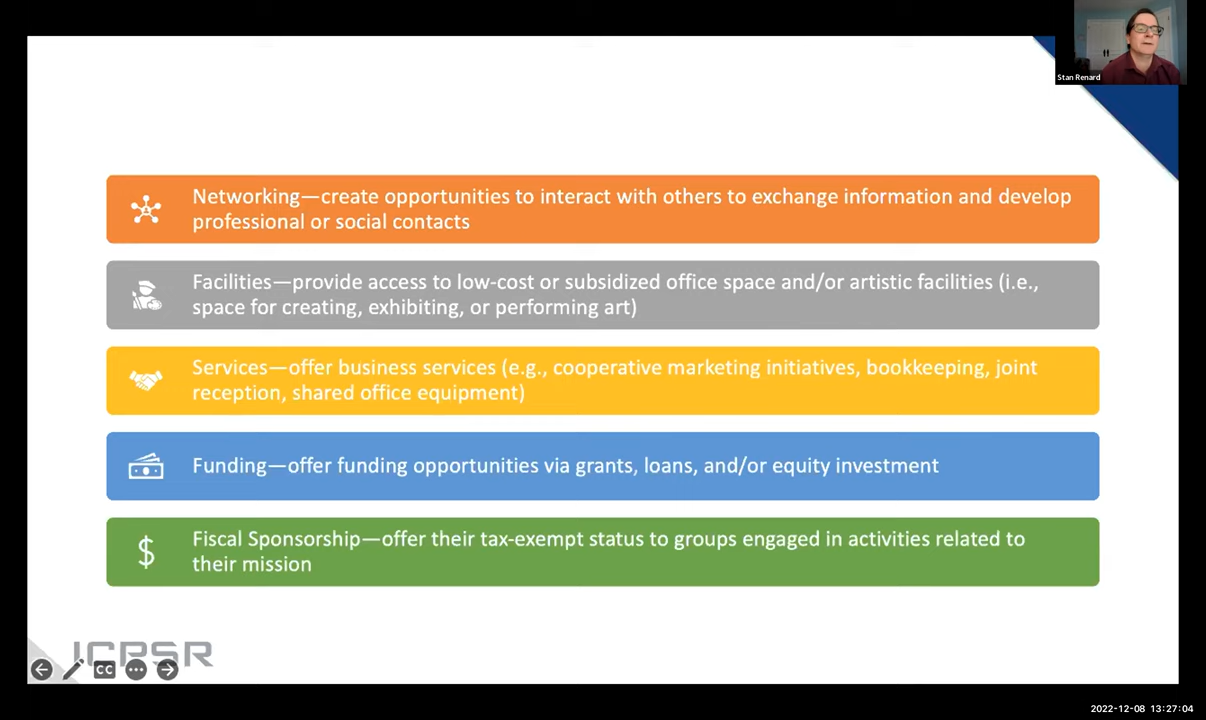 Stan Renard
Networking—create opportunities to interact with others to exchange information and develop
professional or social contacts
Facilities—provide access to low-cost or subsidized office space and/or artistic facilities (i.e.,
space for creating, exhibiting, or performing art)
Services—offer business services (e.g., cooperative marketing initiatives, bookkeeping, joint
reception, shared office equipment)
Funding—offer funding opportunities via grants, loans, and/or equity investment
$
Fiscal Sponsorship—offer their tax-exempt status to groups engaged in activities related to
their mission
ICPSR
CC
2022-12-08 13:27:04